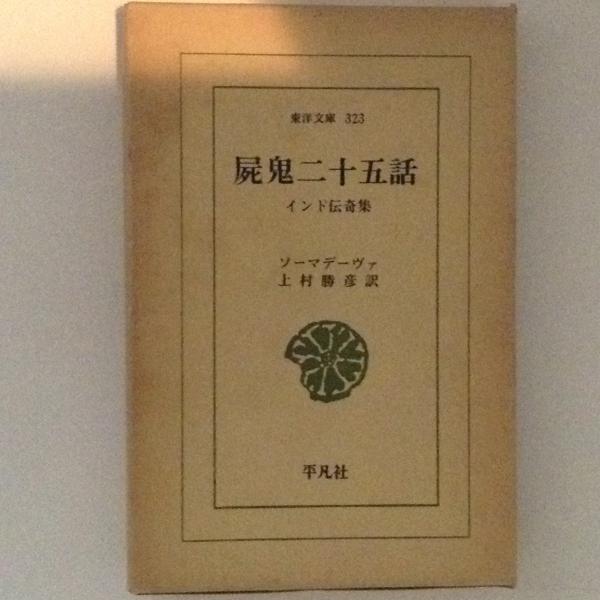 東洋文庫 323
屍鬼二十五話
インド伝奇集
ソーマデーヴァ
上村勝彦訳
平凡社